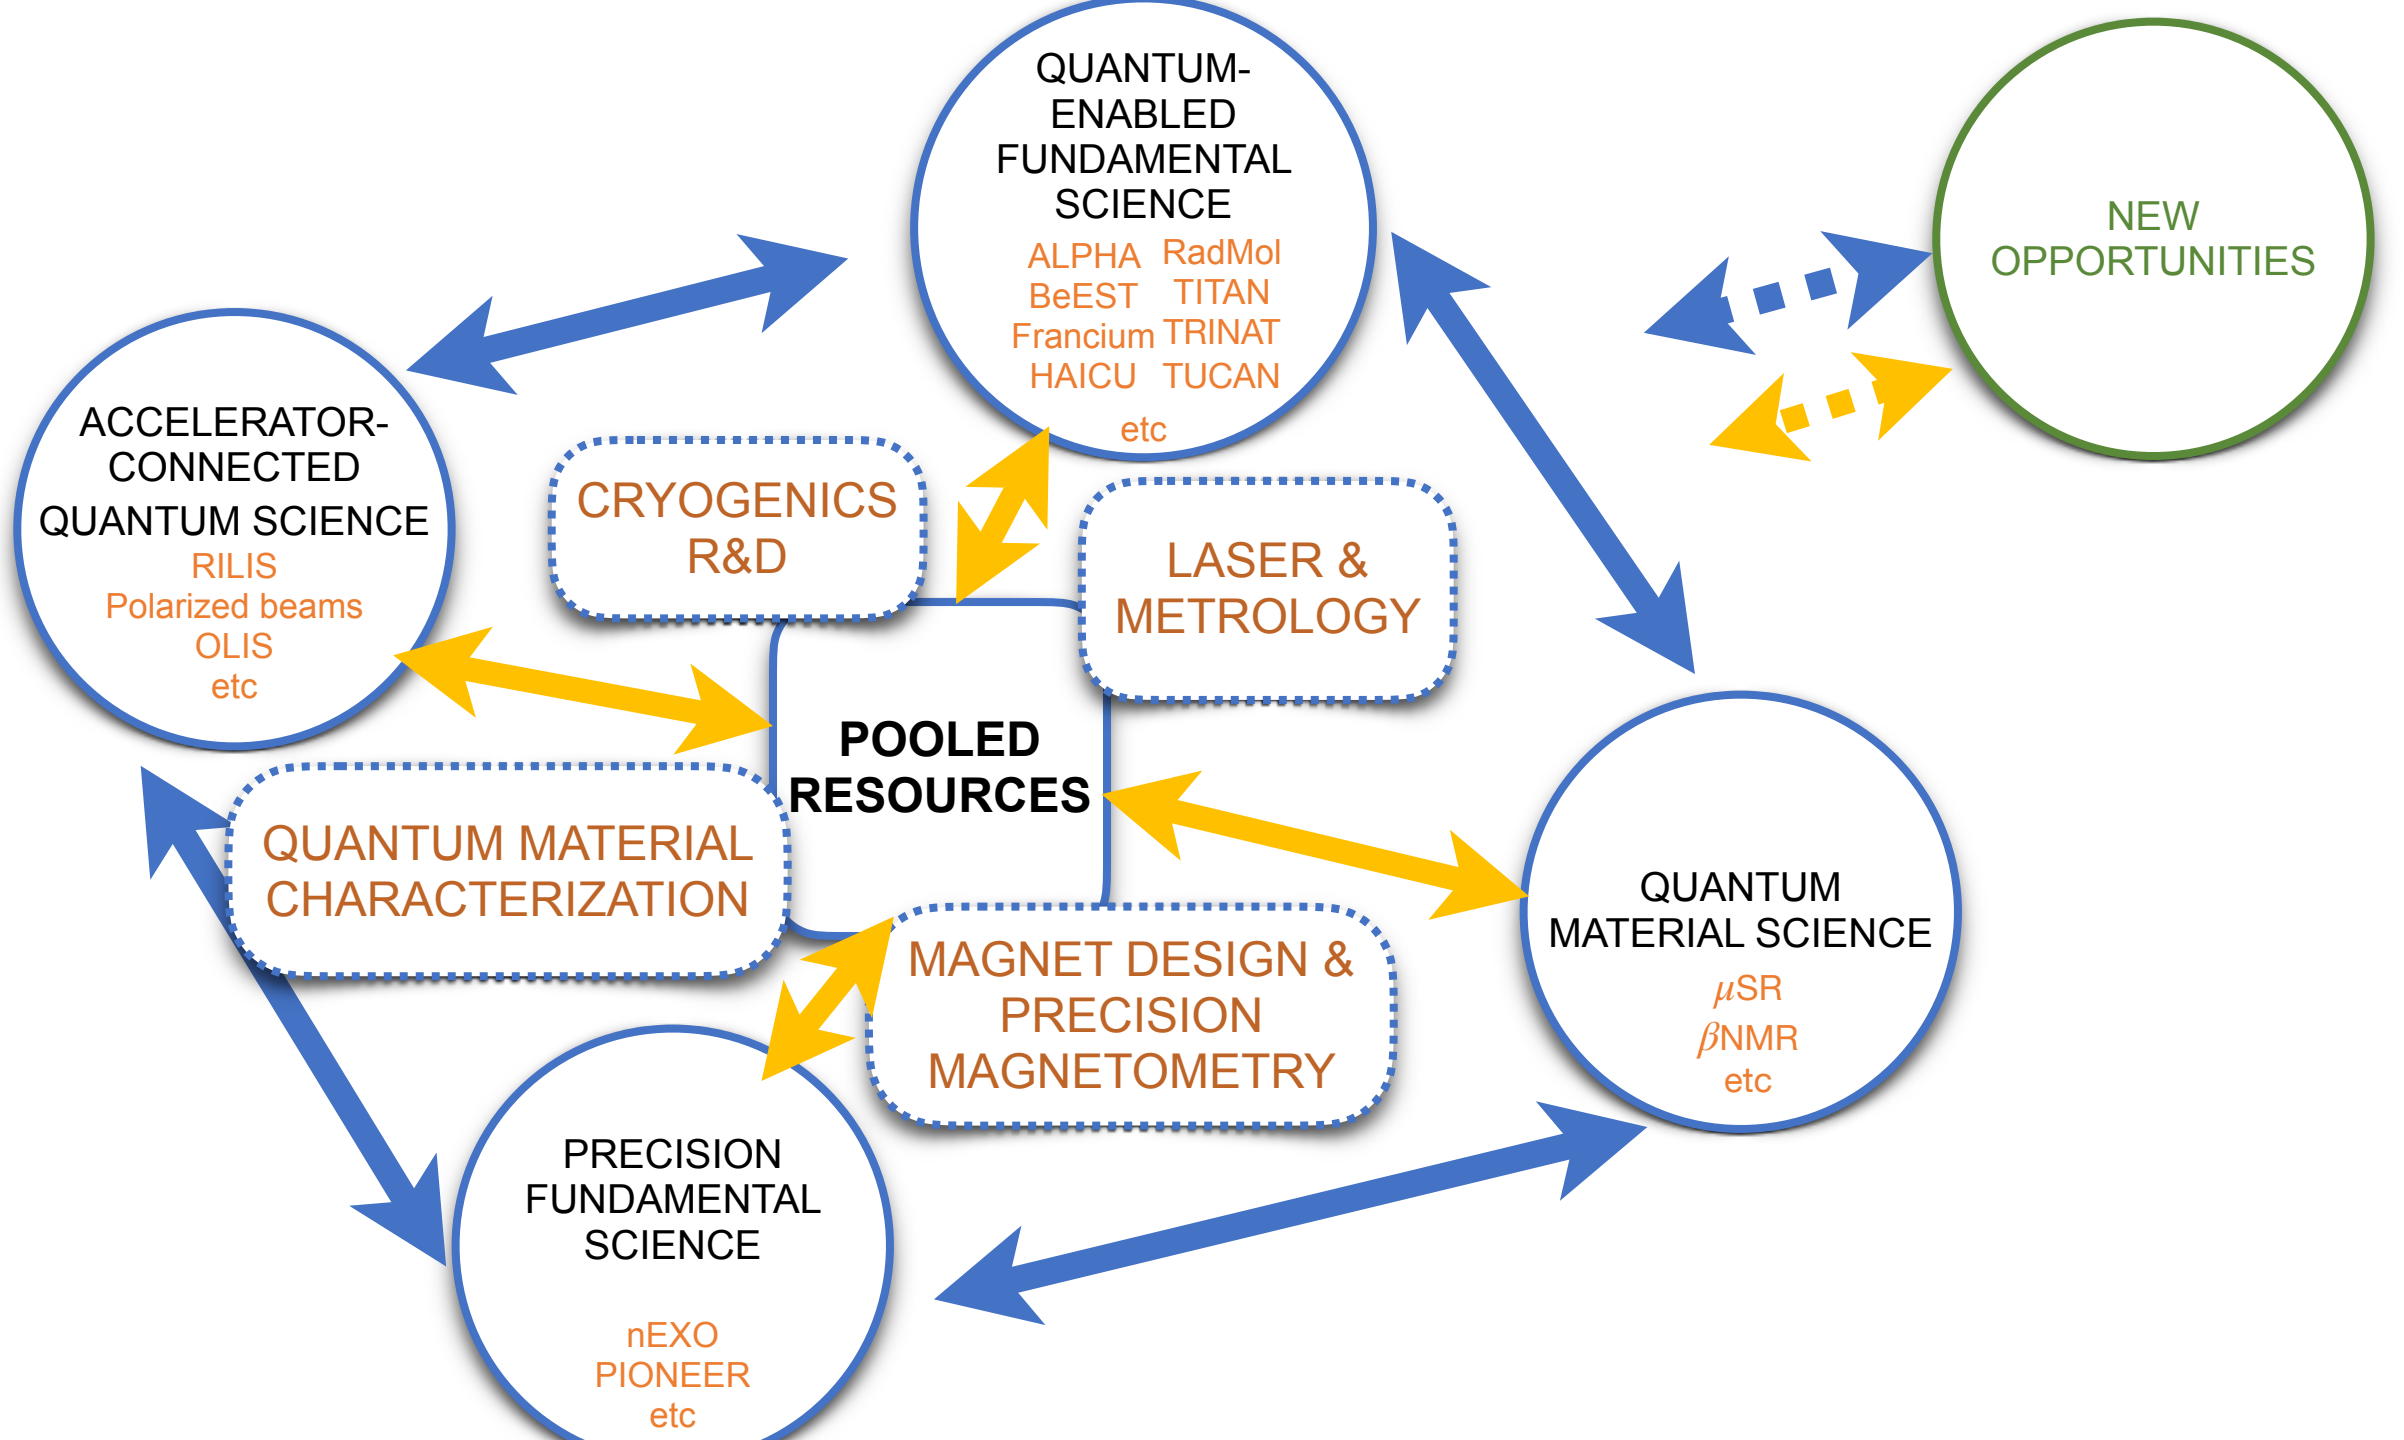 QUANTUM-
ENABLED
FUNDAMENTAL
SCIENCE
ALPHA RadMol
BeEST TITAN
Francium TRINAT
HAICU TUCAN
etc
NEW
OPPORTUNITIES
ACCELERATOR-
CONNECTED
QUANTUM SCIENCE
RILIS
Polarized beams
OLIS
etc
CRYOGENICS
R&D
LASER &
METROLOGY
POOLED
RESOURCES
QUANTUM MATERIAL
CHARACTERIZATION
MAGNET DESIGN &
PRECISION
MAGNETOMETRY
QUANTUM
MATERIAL SCIENCE
μSR
βNMR
etc
PRECISION
FUNDAMENTAL
SCIENCE
nEXO
PIONEER
etc